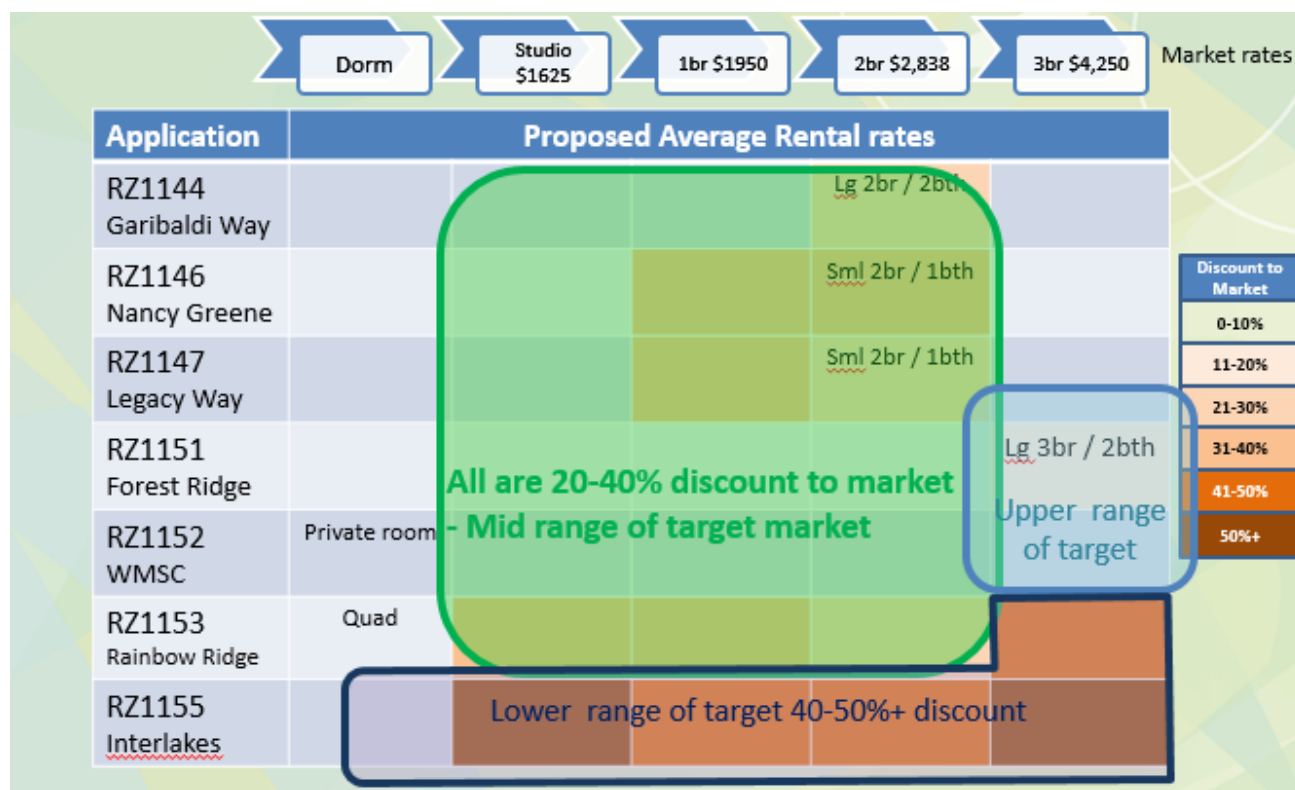 Dorm
Studio
$1625
1br $1950
2br $2,838
3br $4,250
Market rates
Application
Proposed Average Rental rates
RZ1144
Garibaldi Way
Lg 2br / 2bth
RZ1146
Nancy Greene
Sml 2br / 1bth
RZ1147
Legacy Way
Sml 2br / 1bth
RZ1151
Forest Ridge
Lg 3br / 2bth
All are 20-40% discount to market
- Mid range of target market
Upper range
of target
RZ1152
WMSC
Private room
RZ1153
Rainbow Ridge
Quad
RZ1155
Interlakes
Lower range of target 40-50%+ discount
Discount to
Market
0-10%
11-20%
21-30%
31-40%
41-50%
50%+